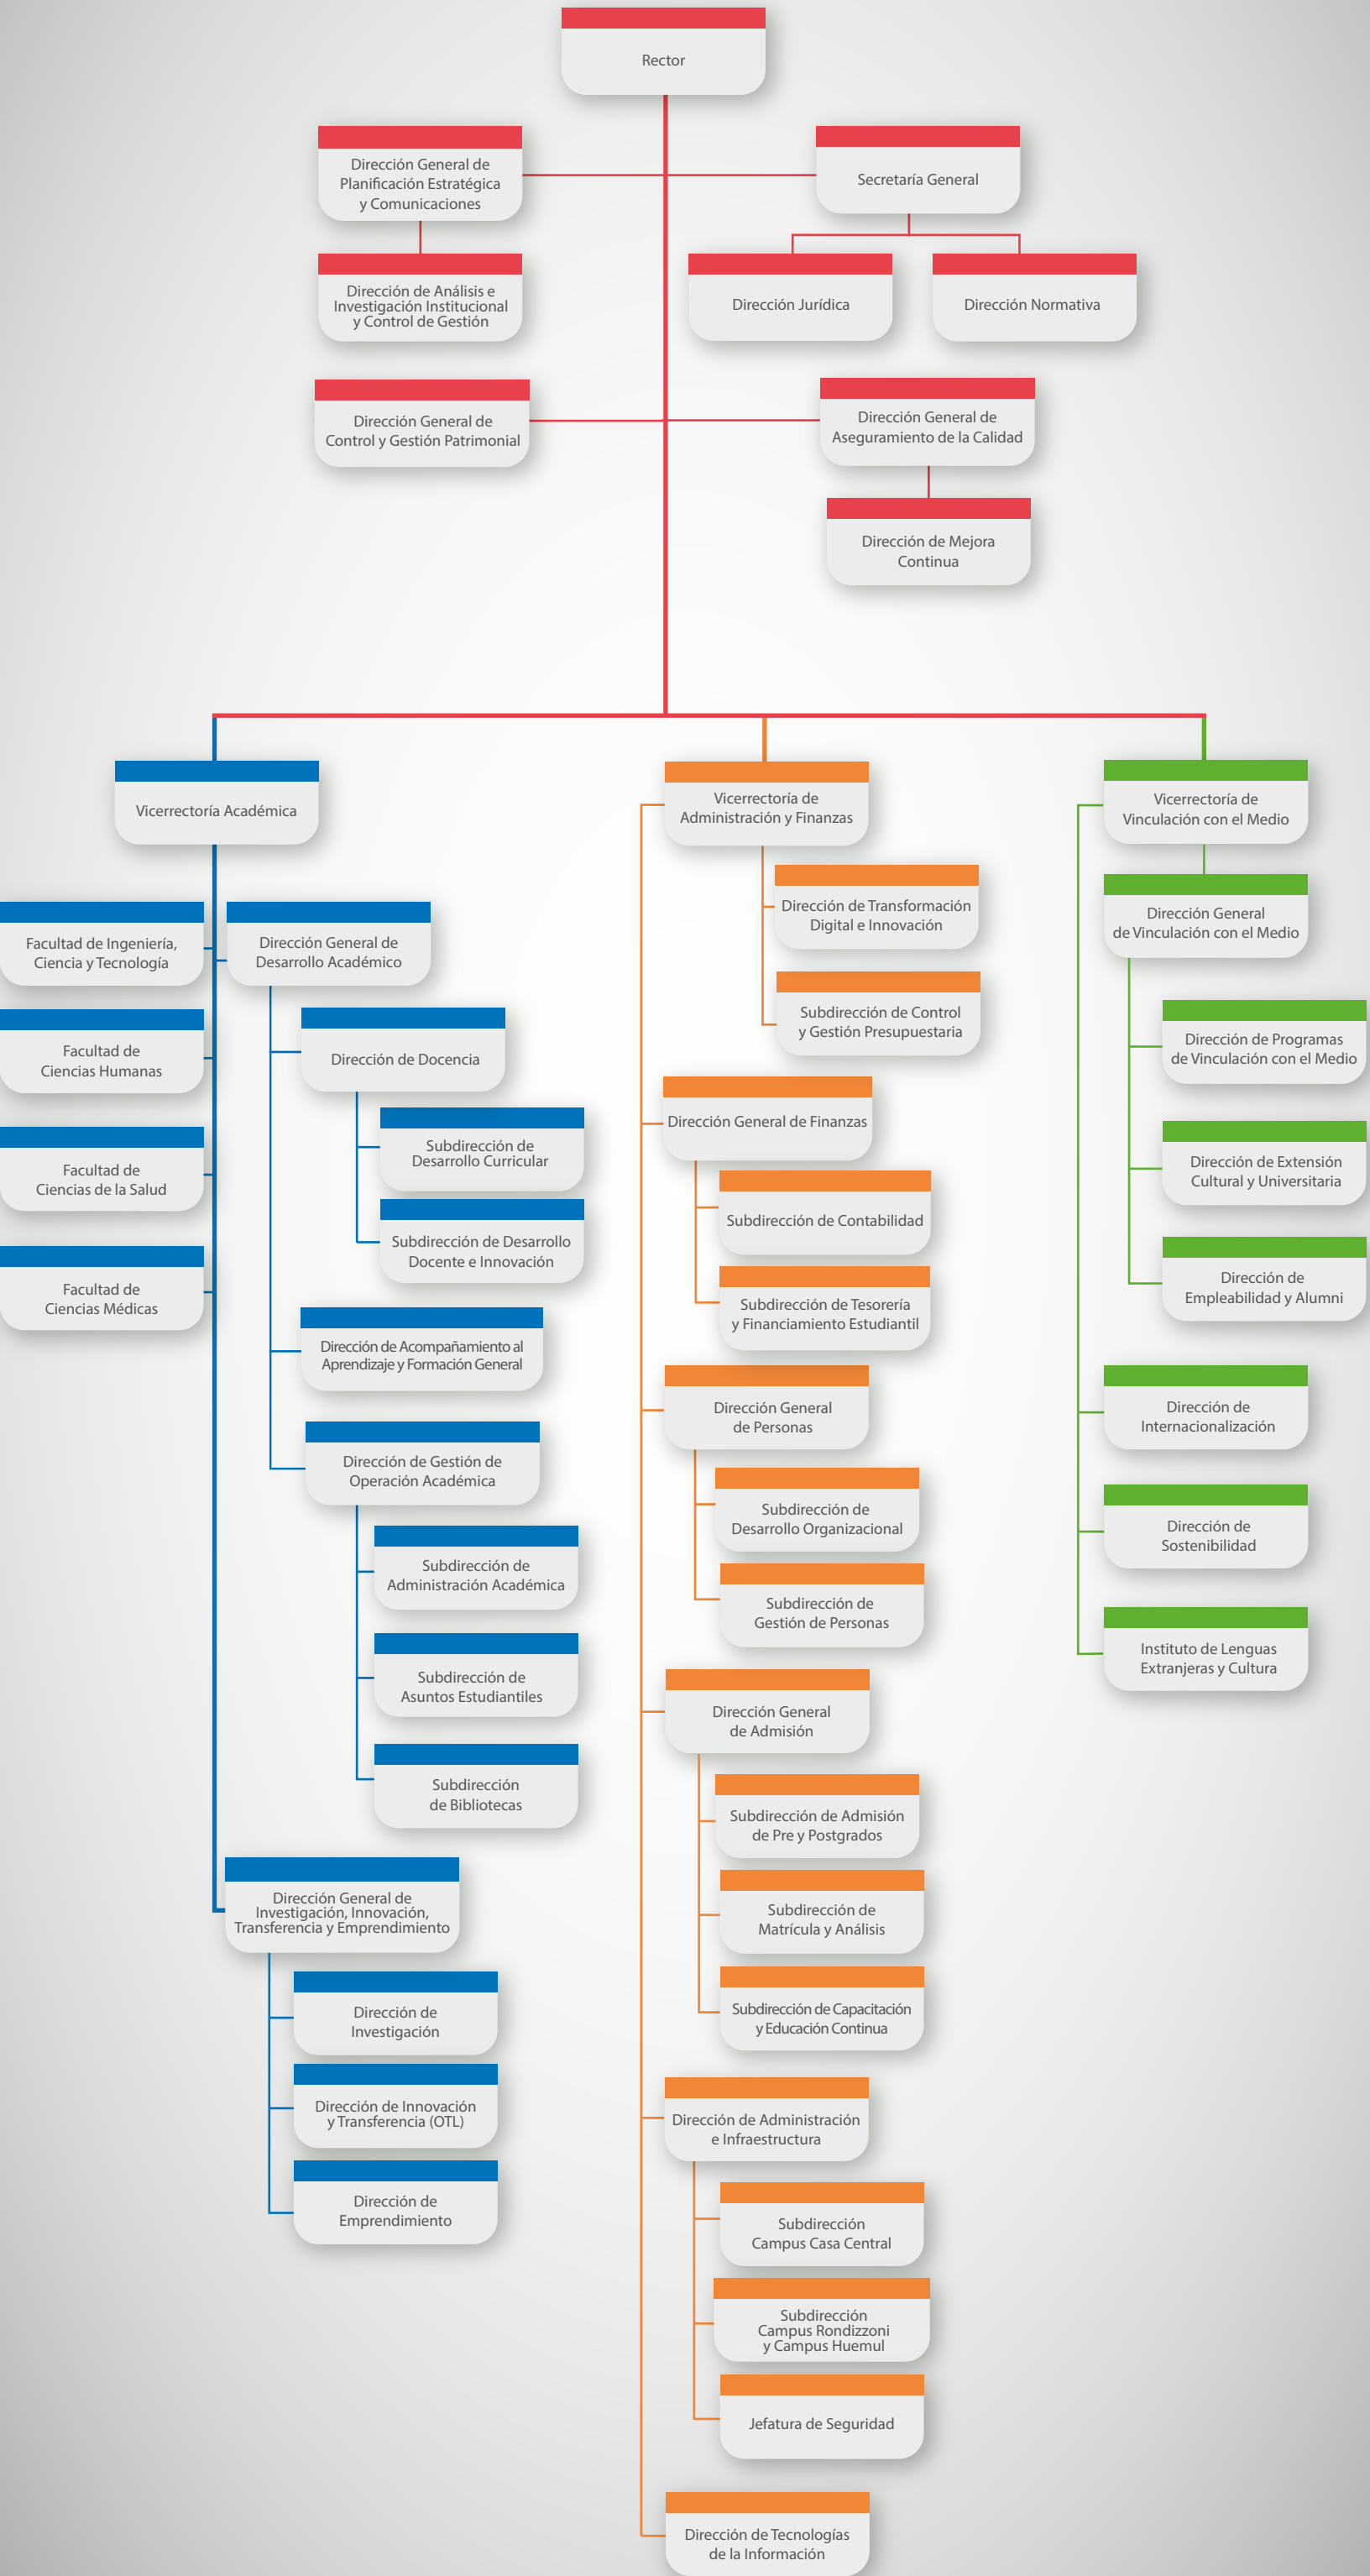 Rector
Dirección General de
Planificación Estratégica
y Comunicaciones
Secretaría General
Dirección de Análisis e
Investigación Institucional
y Control de Gestión
Dirección Jurídica
Dirección Normativa
Dirección General de
Control y Gestión Patrimonial
Dirección General de
Aseguramiento de la Calidad
Dirección de Mejora
Continua
Vicerrectoría Académica
Facultad de Ingeniería,
Ciencia y Tecnología
Facultad de
Ciencias Humanas
Facultad de
Ciencias de la Salud
Facultad de
Ciencias Médicas
Dirección General de
Desarrollo Académico
Dirección de Docencia
Subdirección de
Desarrollo Curricular
Subdirección de Desarrollo
Docente e Innovación
Dirección de Acompañamiento al
Aprendizaje y Formación General
Dirección de Gestión de
Operación Académica
Subdirección de
Administración Académica
Subdirección de
Asuntos Estudiantiles
Subdirección
de Bibliotecas
Dirección General de
Investigación, Innovación,
Transferencia y Emprendimiento
Dirección de
Investigación
Dirección de Innovación
y Transferencia (OTL)
Dirección de
Emprendimiento
Vicerrectoría de
Administración y Finanzas
Dirección de Transformación
Digital e Innovación
Subdirección de Control
y Gestión Presupuestaria
Dirección General de Finanzas
Subdirección de Contabilidad
Subdirección de Tesorería
y Financiamiento Estudiantil
Dirección General
de Personas
Subdirección de
Desarrollo Organizacional
Subdirección de
Gestión de Personas
Dirección General
de Admisión
Subdirección de Admisión
de Pre y Postgrados
Subdirección de
Matrícula y Análisis
Subdirección de Capacitación
y Educación Continua
Dirección de Administración
e Infraestructura
Subdirección
Campus Casa Central
Subdirección
Campus Rondizzoni
y Campus Huemul
Jefatura de Seguridad
Dirección de Tecnologías
de la Información
Vicerrectoría de
Vinculación con el Medio
Dirección General
de Vinculación con el Medio
Dirección de Programas
de Vinculación con el Medio
Dirección de Extensión
Cultural y Universitaria
Dirección de
Empleabilidad y Alumni
Dirección de
Internacionalización
Dirección de
Sostenibilidad
Instituto de Lenguas
Extranjeras y Cultura